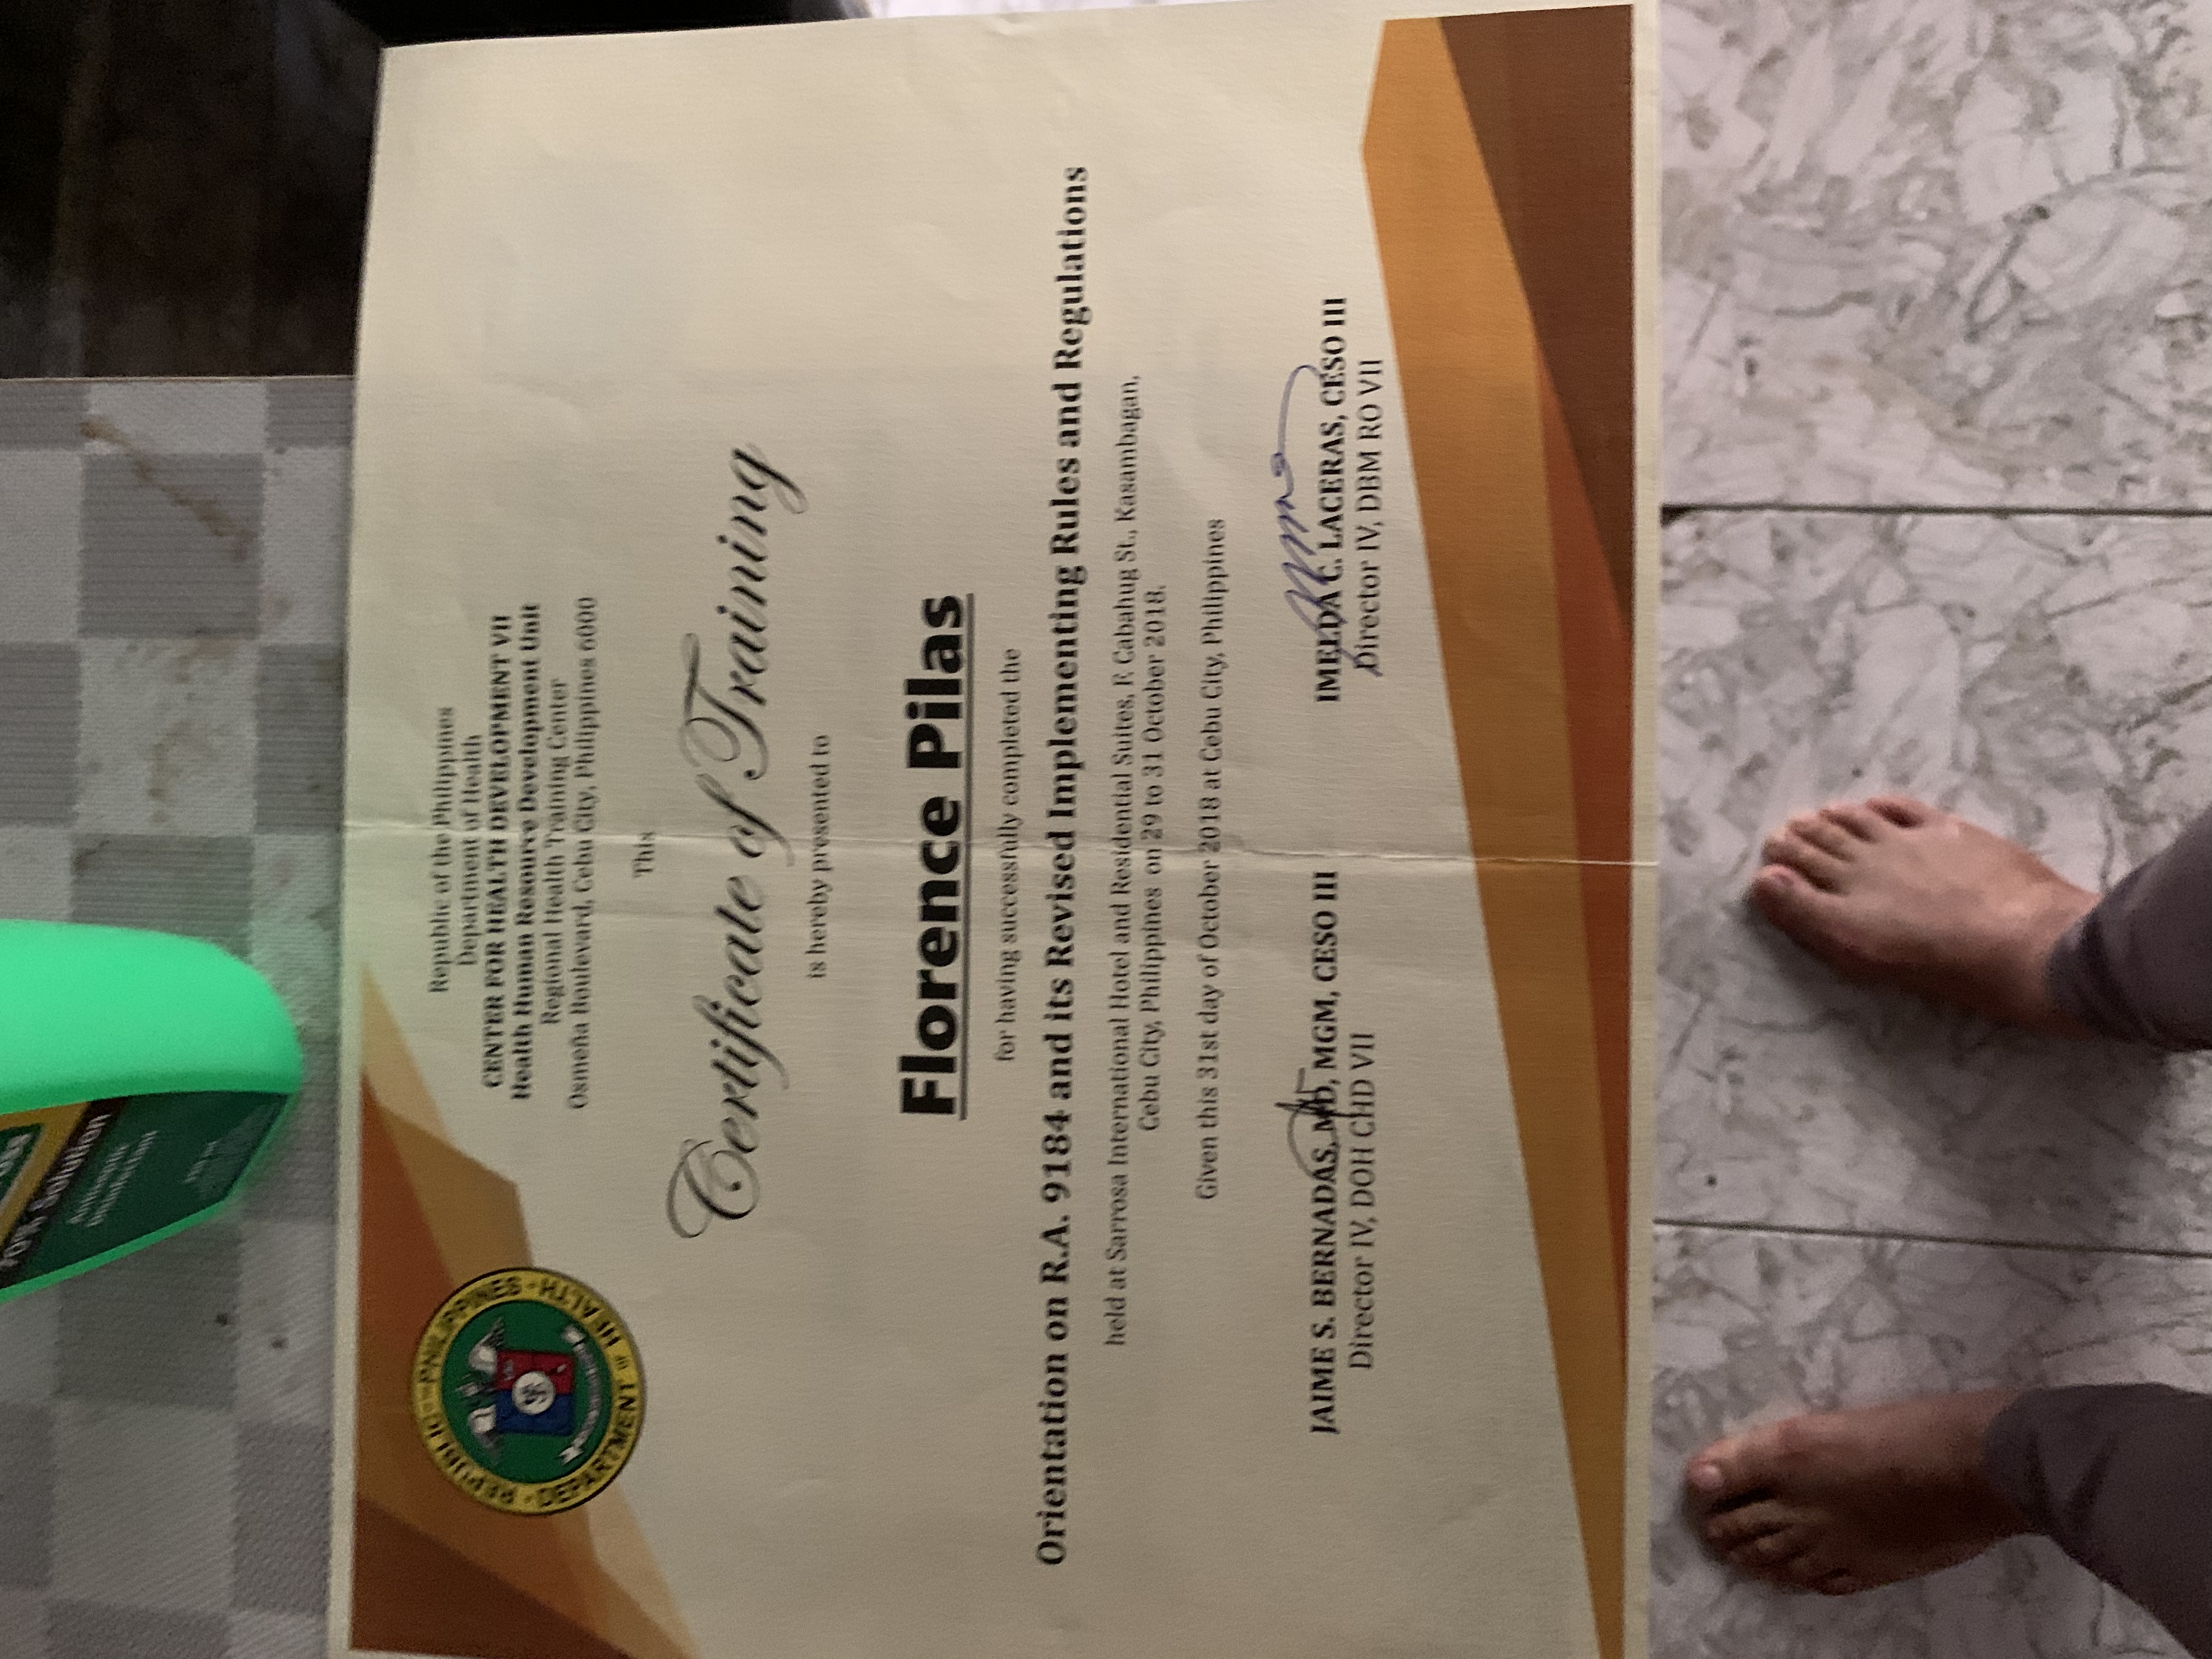 70% Solution
Antiseptic
Disinfectant
REPUBLIC OF THE PHILIPPINES
DEPARTMENT OF HEALTH
Republic of the Philippines
Department of Health
CENTER FOR HEALTH DEVELOPMENT VII
Health Human Resource Development Unit
Regional Health Training Center
Osmeña Boulevard, Cebu City, Philippines 6000
This
Certificate of Training
is hereby presented to
Florence Pilas
for having successfully completed the
Orientation on R.A. 9184 and its Revised Implementing Rules and Regulations
held at Sarrosa International Hotel and Residential Suites, F. Cabahug St., Kasambagan,
Cebu City, Philippines on 29 to 31 October 2018.
Given this 31st day of October 2018 at Cebu City, Philippines
JAIME S. BERNADAS, MD, MGM, CESO III
Director IV, DOH CHD VII
IMELDA C. LACERAS, CESO III
Director IV, DBM RO VII